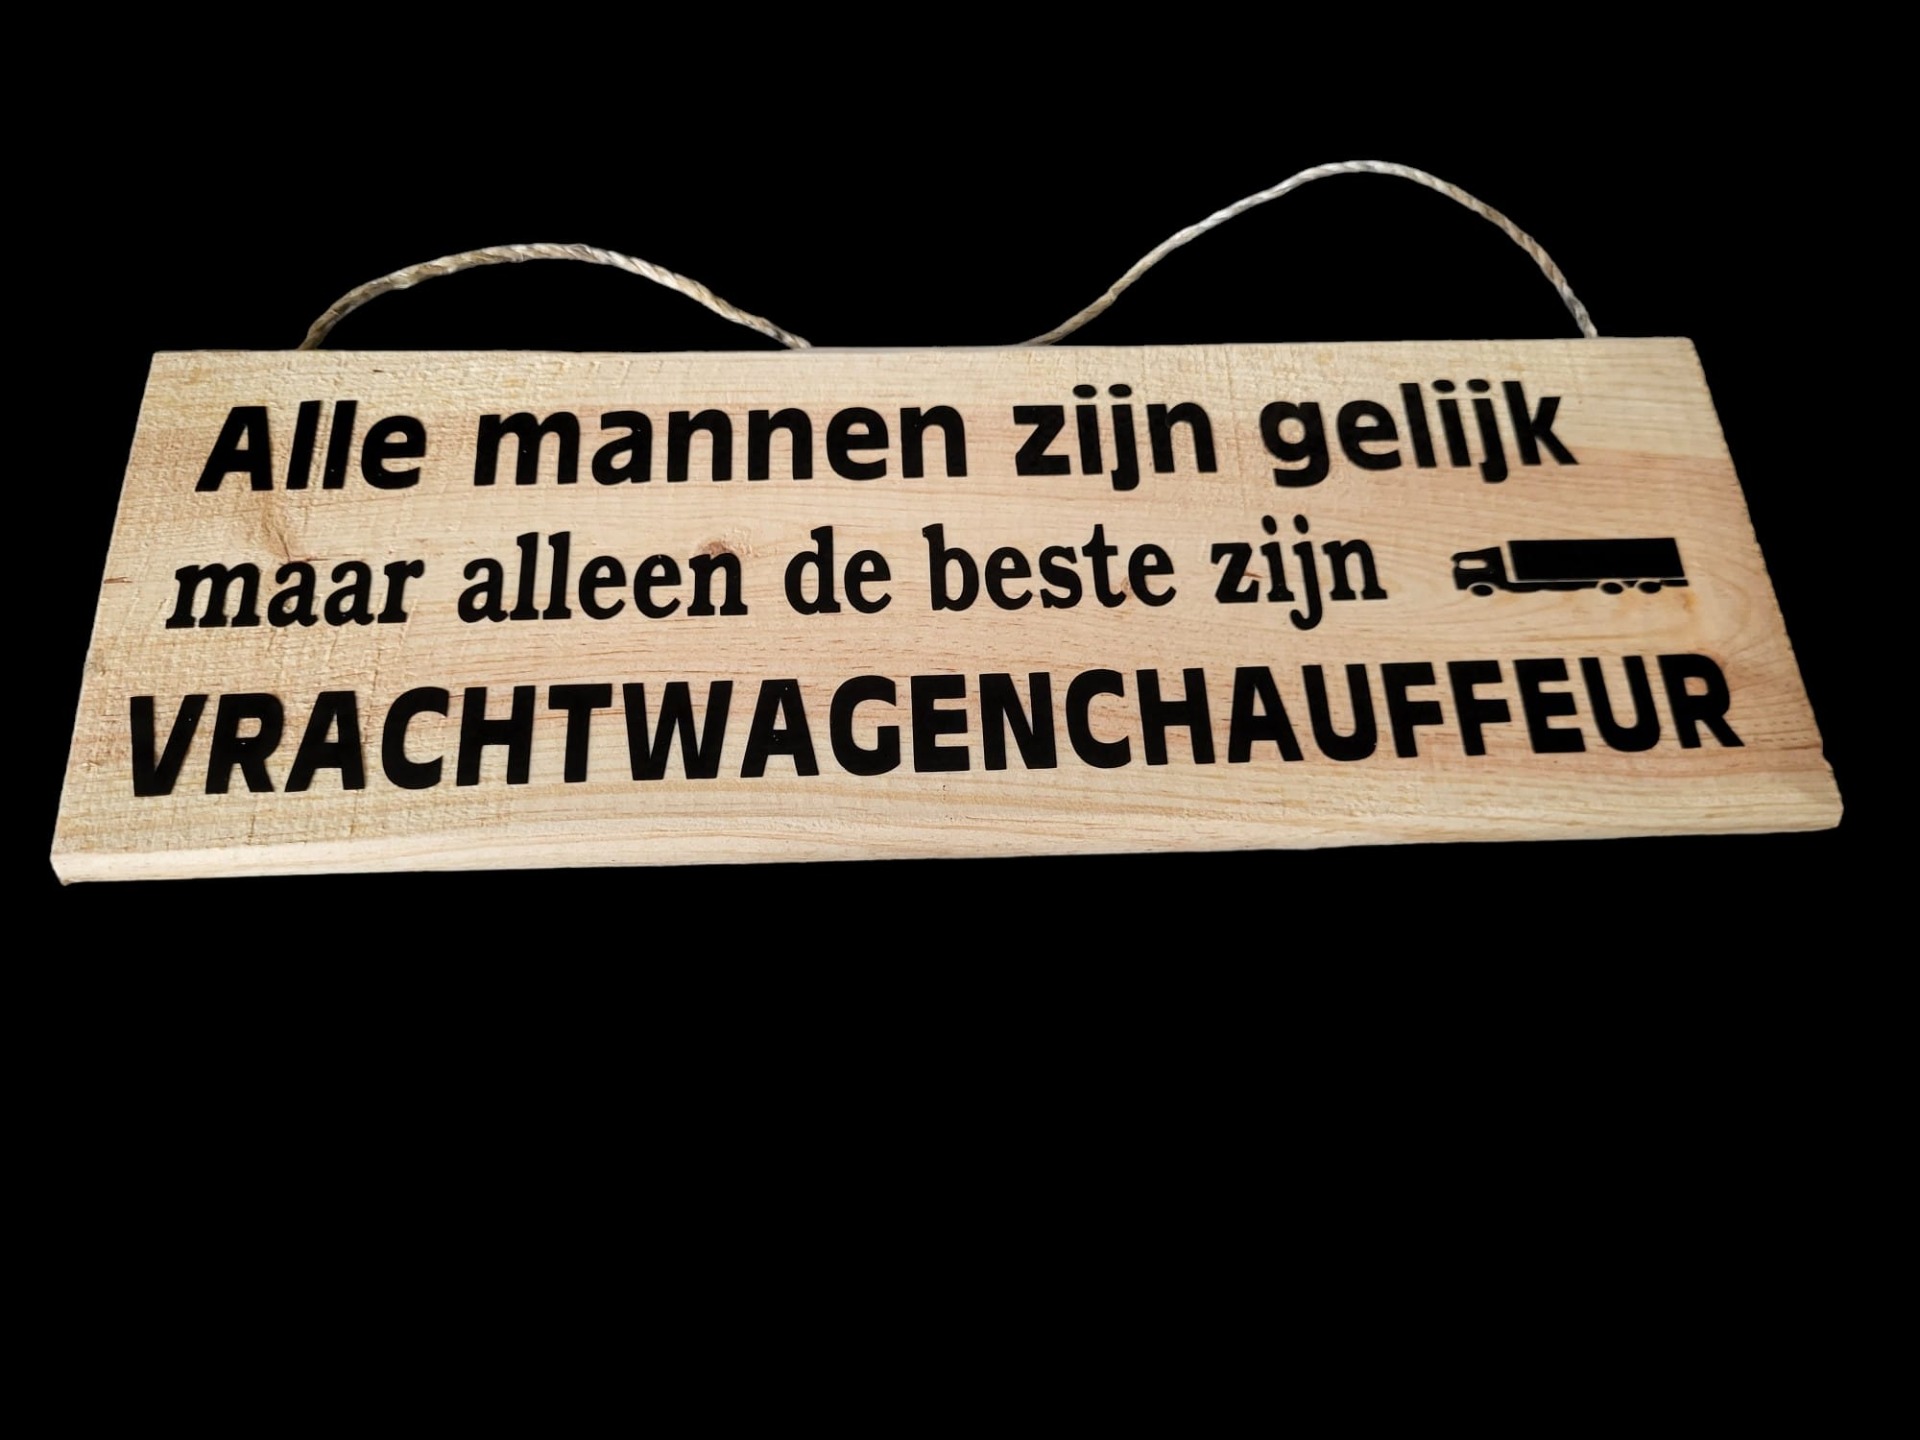 Alle mannen zijn gelijk
maar alleen de beste zijn
VRACHTWAGENCHAUFFEUR